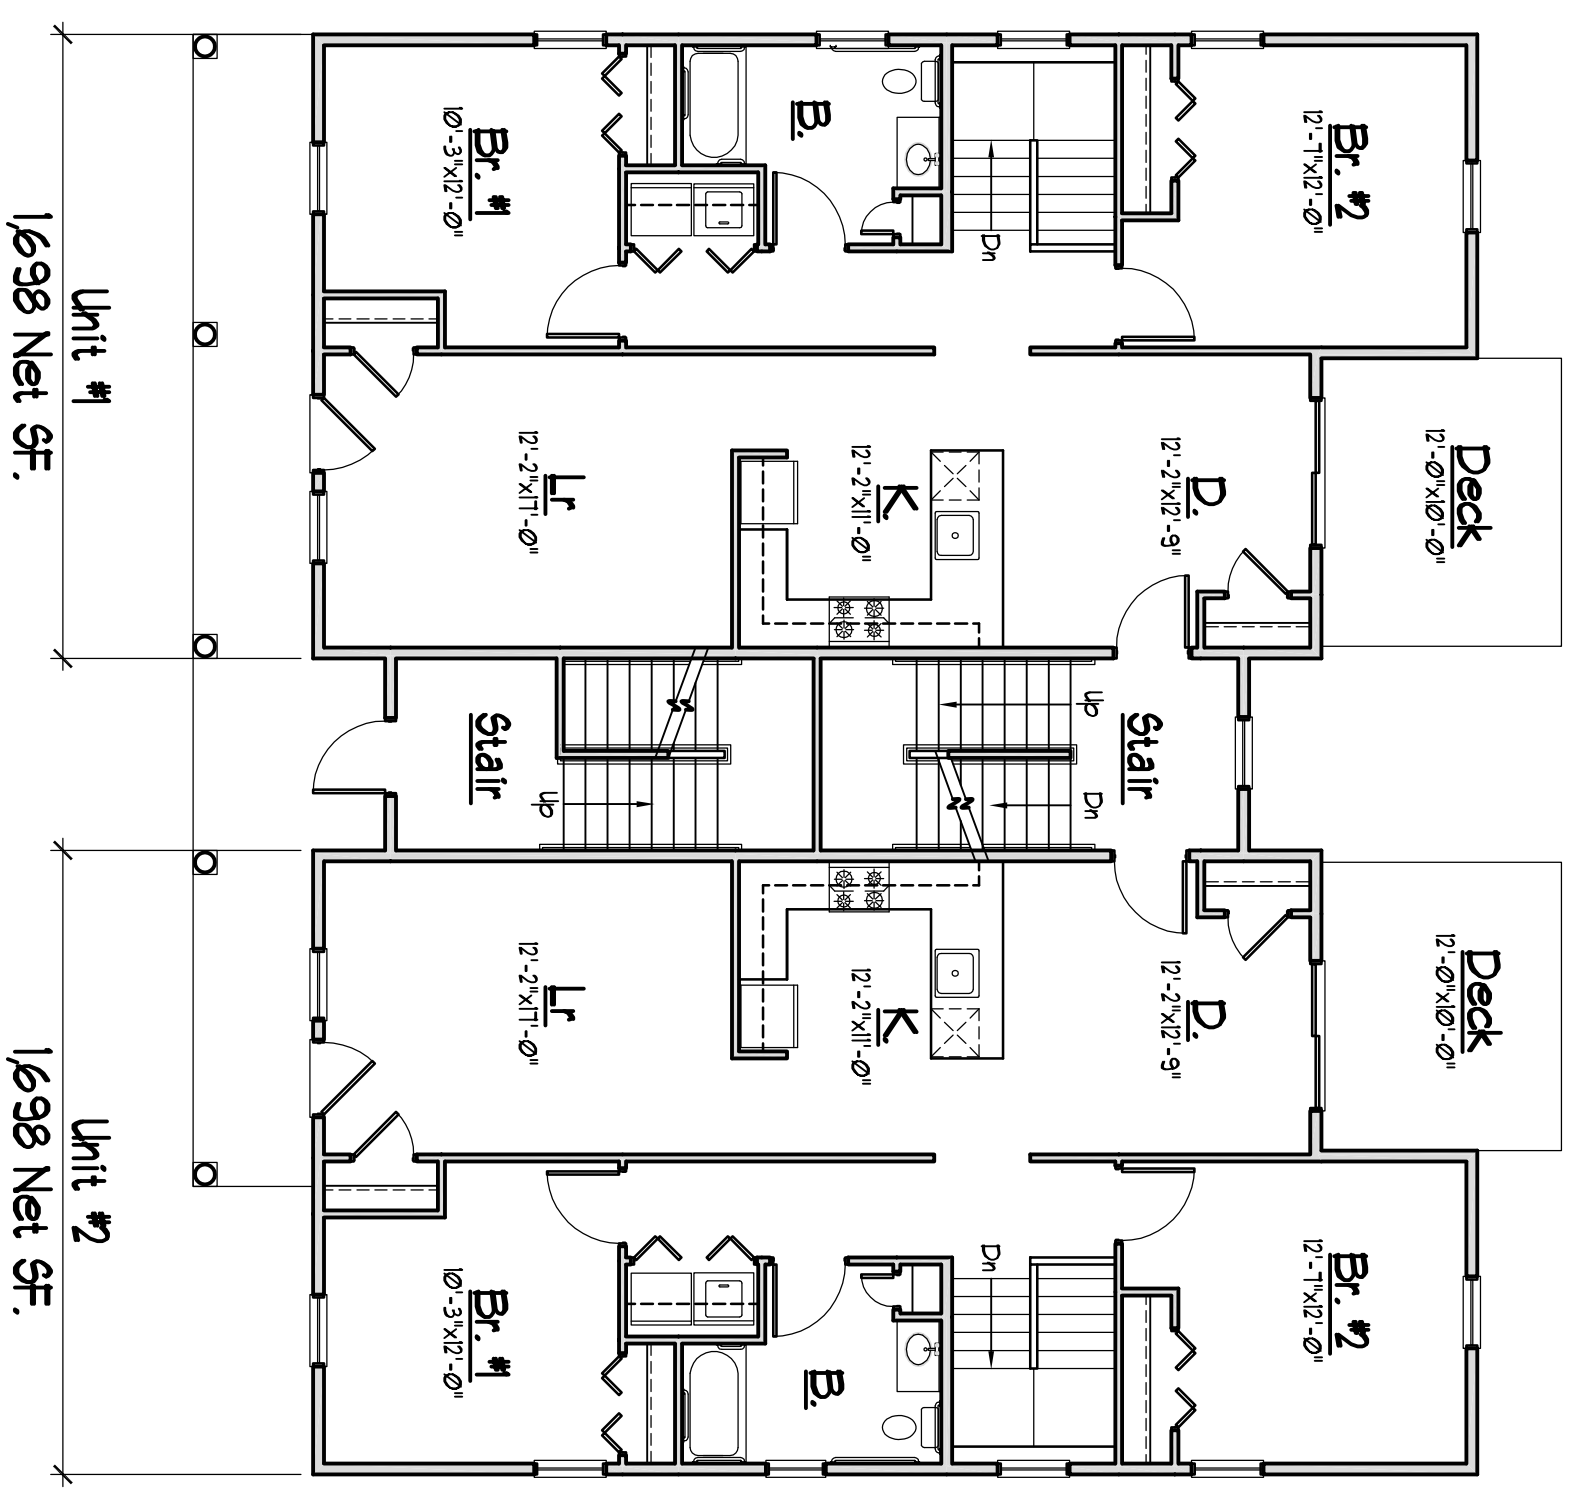 Deck
12'-0"x10'-0"
Deck
12'-0"x10'-0"
Br. #2
12'-7"x12'-0"
Br. #2
12'-7"x12'-0"
D.
12'-2"x12'-9"
D.
12'-2"x12'-9"
Stair
Up
Dn
Dn
Dn
K.
12'-2"x11'-0"
K.
12'-2"x11'-0"
B.
B.
Lr
12'-2"x17'-0"
Lr
12'-2"x17'-0"
Up
Stair
Br. #1
10'-3"x12'-0"
Br. #1
10'-3"x12'-0"
Unit #1
1,698 Net SF.
Unit #2
1,698 Net SF.